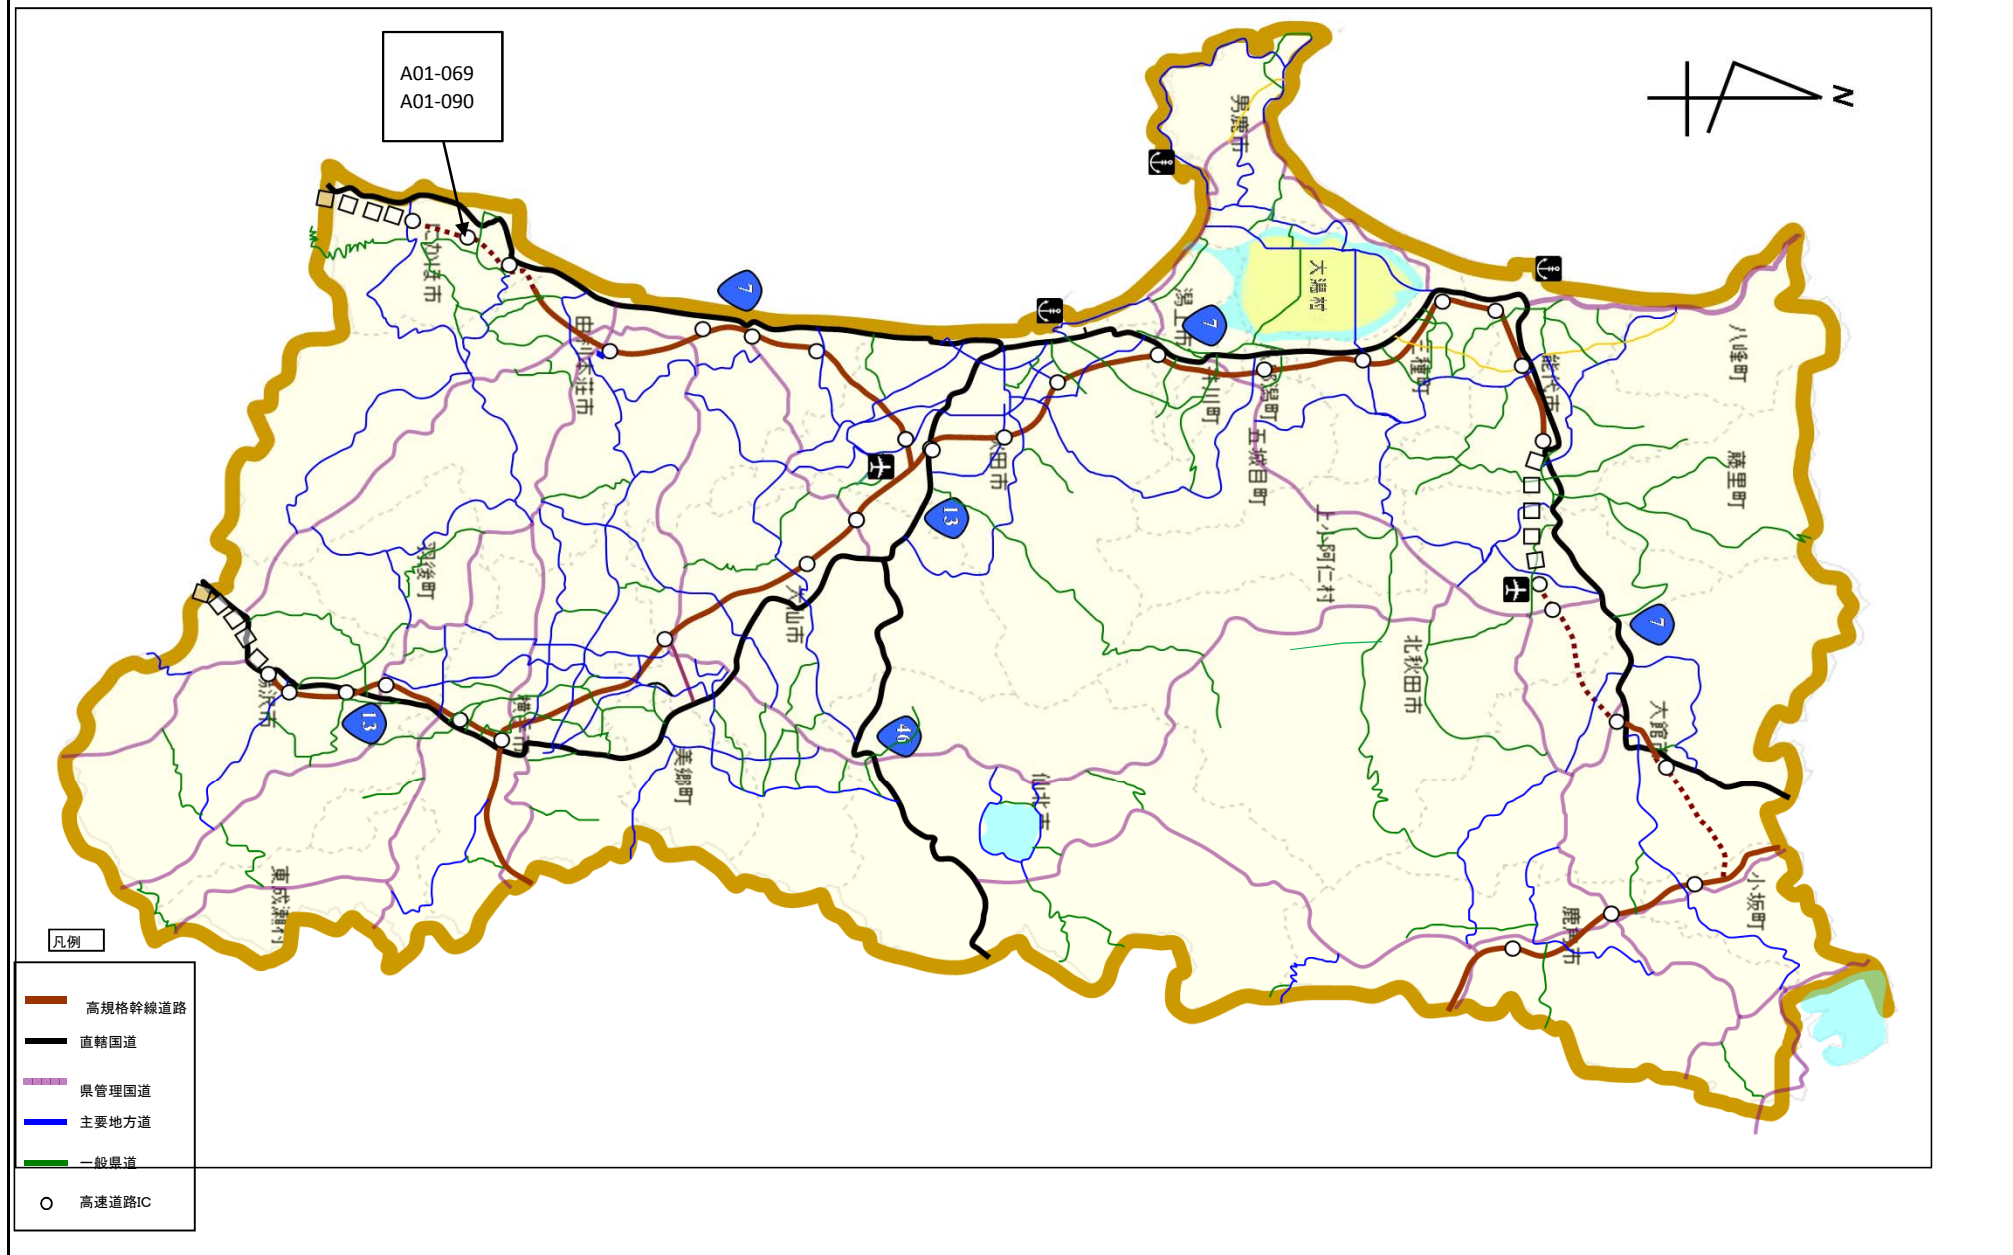 A01-069
A01-090
N
男鹿市
にかほ市
大潟村
7
潟上市
7
由利本荘市
八峰町
三種町
能代市
井川町
八郎潟町
五城目町
秋田市
藤里町
13
上小阿仁村
羽後町
大仙市
7
北秋田市
湯沢市
13
横手市
46
大館市
美郷町
仙北市
東成瀬村
小坂町
鹿角市
凡例
高規格幹線道路
直轄国道
県管理国道
主要地方道
一般県道
高速道路IC